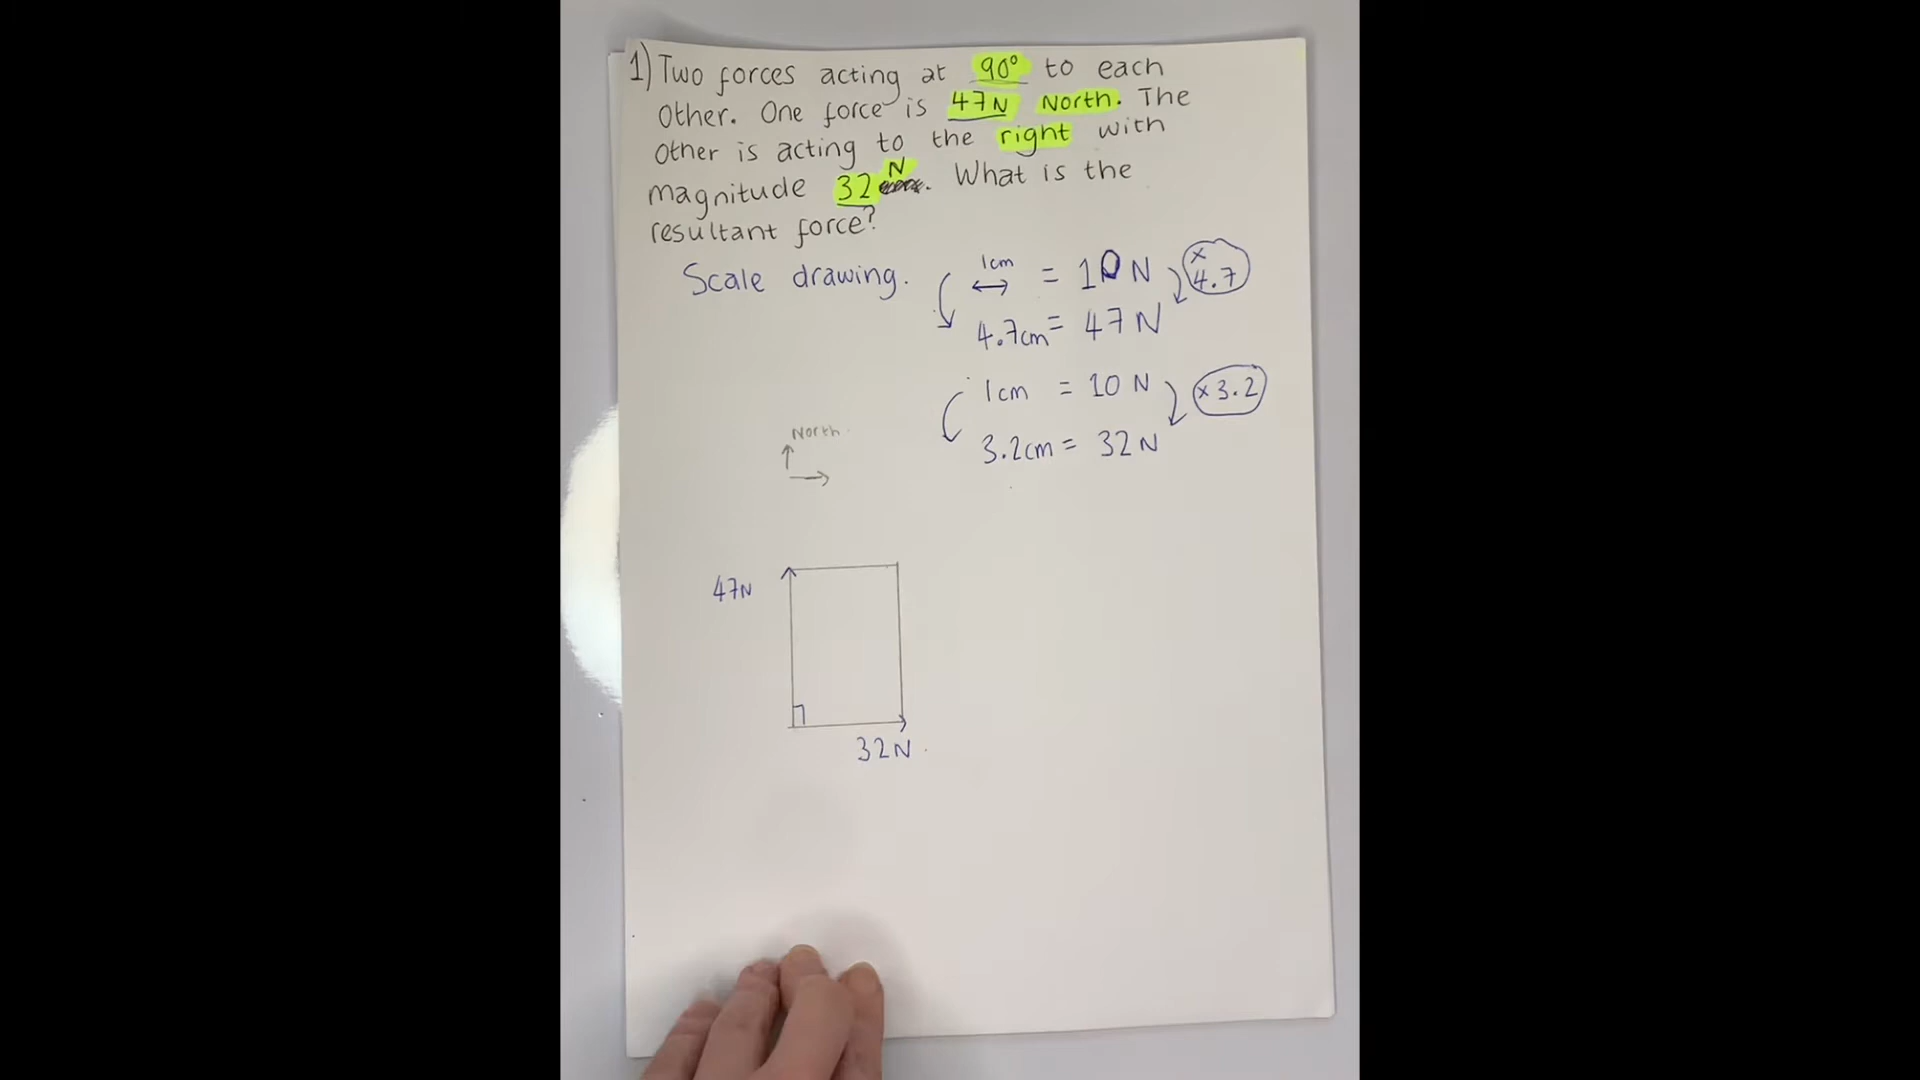 1) Two forces acting at 90° to each
other. One force is 47N North. The
other is acting to the right with
magnitude 32 N. What is the
resultant force?
Scale drawing.
1cm = 10 N × 4.7
4.7cm = 47 N
1cm = 10 N × 3.2
3.2cm = 32 N
North
47N
32N